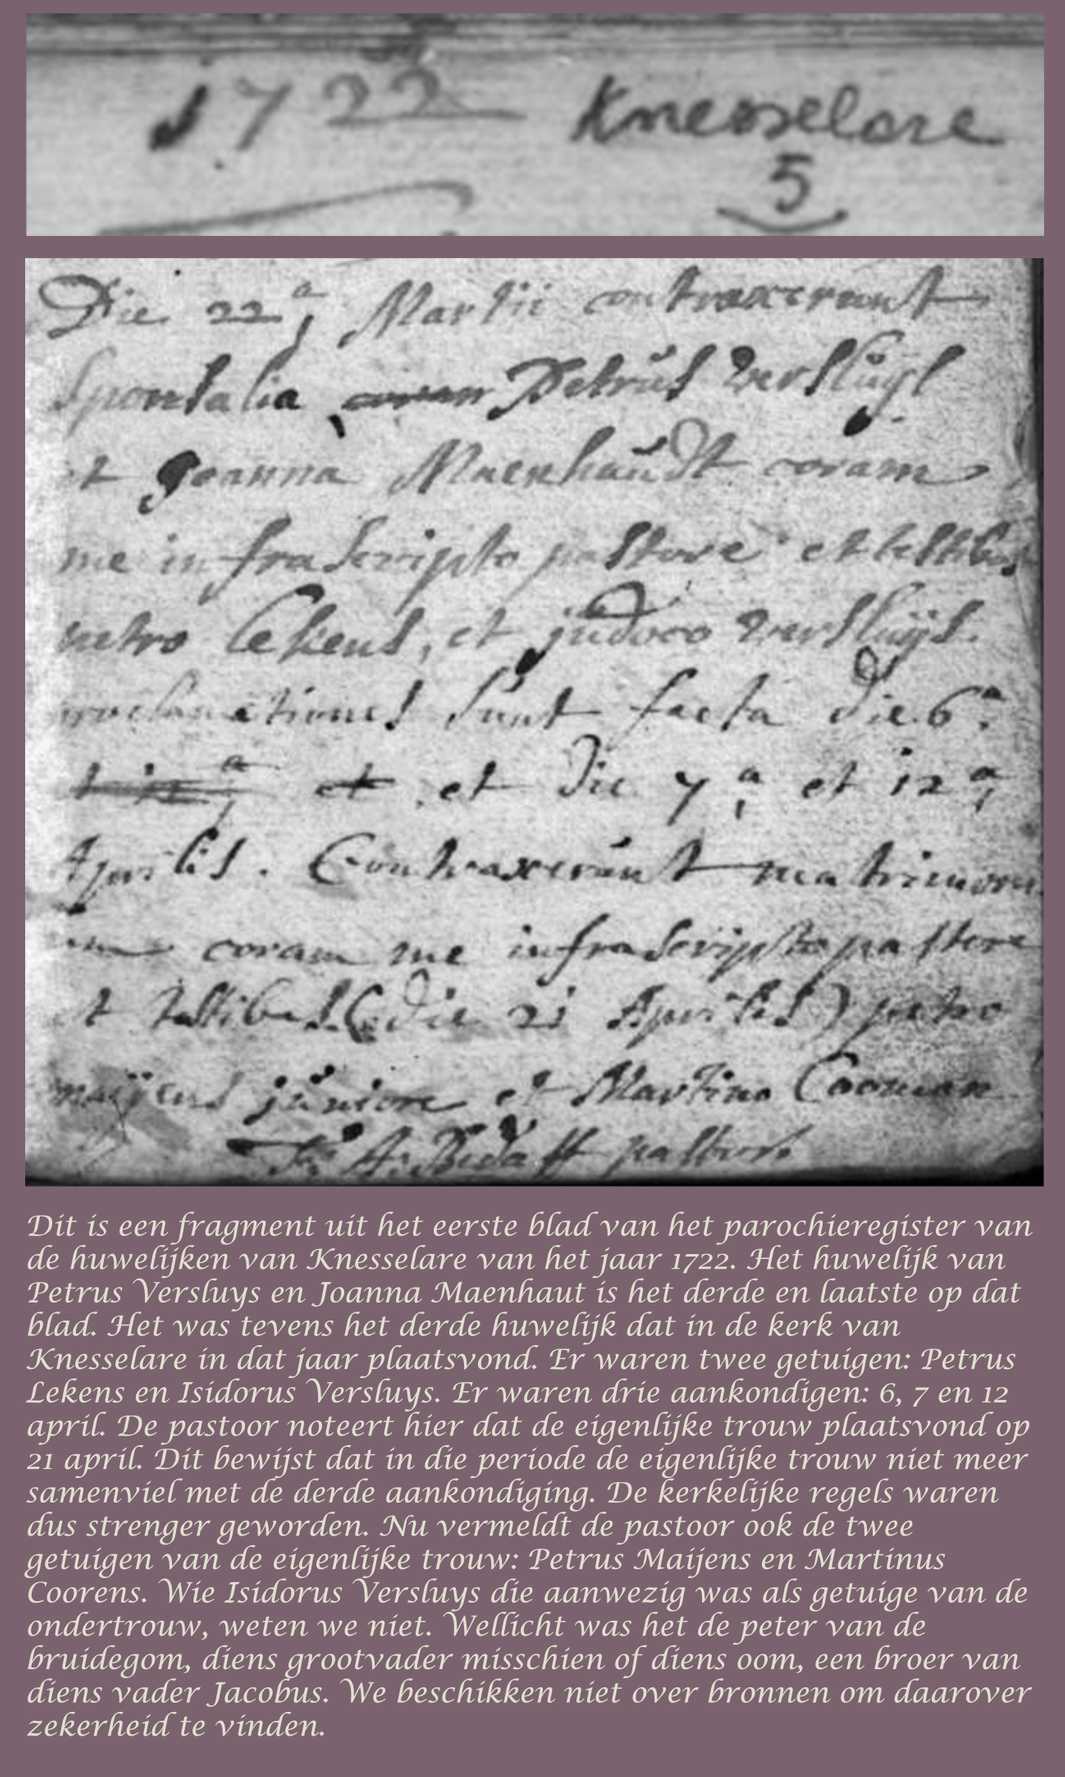 1722 Knesselare
5
Die 22a Martii contraxerunt
Sponsalia Petrus Versluijs
et Joanna Maenhaudt coram
me infrascripto pastore et testibus
petro Lekens, et judoco versluijs.
proclamationes sunt facta die 6a
et et die 7a et 12a
Aprilis. Contraxerunt matrimoni
um coram me infrascripto pastore
et testibus (die 21 Aprilis) petro
maijens juniore et Martino Cooman
pastor
Dit is een fragment uit het eerste blad van het parochieregister van
de huwelijken van Knesselare van het jaar 1722. Het huwelijk van
Petrus Versluys en Joanna Maenhaut is het derde en laatste op dat
blad. Het was tevens het derde huwelijk dat in de kerk van
Knesselare in dat jaar plaatsvond. Er waren twee getuigen: Petrus
Lekens en Isidorus Versluys. Er waren drie aankondigen: 6, 7 en 12
april. De pastoor noteert hier dat de eigenlijke trouw plaatsvond op
21 april. Dit bewijst dat in die periode de eigenlijke trouw niet meer
samenviel met de derde aankondiging. De kerkelijke regels waren
dus strenger geworden. Nu vermeldt de pastoor ook de twee
getuigen van de eigenlijke trouw: Petrus Maijens en Martinus
Coorens. Wie Isidorus Versluys die aanwezig was als getuige van de
ondertrouw, weten we niet. Wellicht was het de peter van de
bruidegom, diens grootvader misschien of diens oom, een broer van
diens vader Jacobus. We beschikken niet over bronnen om daarover
zekerheid te vinden.